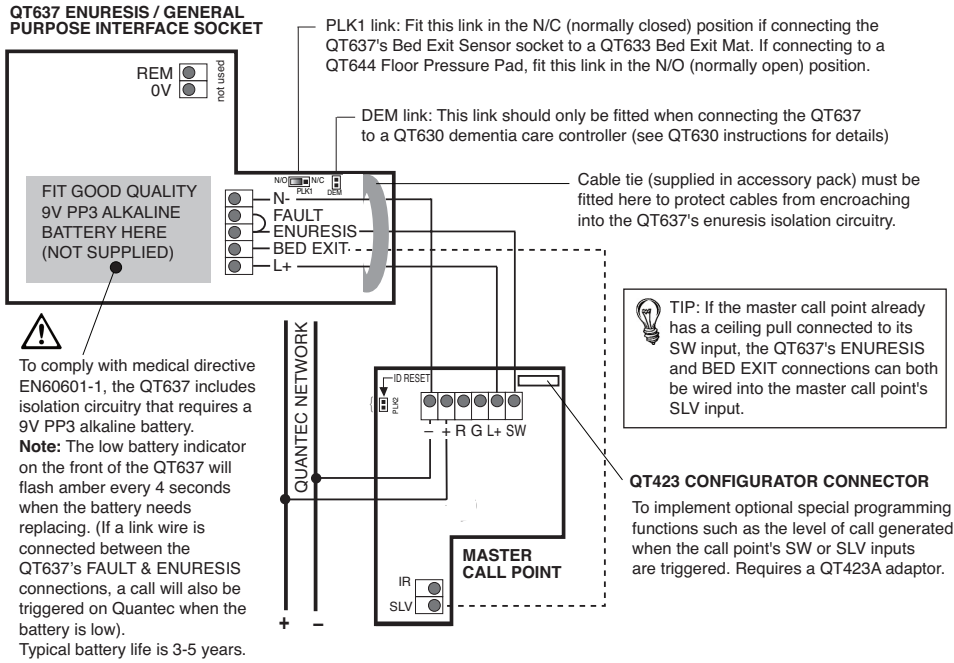 QT637 ENURESIS / GENERAL
PURPOSE INTERFACE SOCKET
PLK1 link: Fit this link in the N/C (normally closed) position if connecting the
QT637's Bed Exit Sensor socket to a QT633 Bed Exit Mat. If connecting to a
QT644 Floor Pressure Pad, fit this link in the N/O (normally open) position.
REM
0V
not used
DEM link: This link should only be fitted when connecting the QT637
to a QT630 dementia care controller (see QT630 instructions for details)
N/O N/C
PLK1
DEM
Cable tie (supplied in accessory pack) must be
fitted here to protect cables from encroaching
into the QT637's enuresis isolation circuitry.
FIT GOOD QUALITY
9V PP3 ALKALINE
BATTERY HERE
(NOT SUPPLIED)
N-
FAULT
ENURESIS
BED EXIT
L+
TIP: If the master call point already
has a ceiling pull connected to its
SW input, the QT637's ENURESIS
and BED EXIT connections can both
be wired into the master call point's
SLV input.
To comply with medical directive
EN60601-1, the QT637 includes
isolation circuitry that requires a
9V PP3 alkaline battery.
Note: The low battery indicator
on the front of the QT637 will
flash amber every 4 seconds
when the battery needs
replacing. (If a link wire is
connected between the
QT637's FAULT & ENURESIS
connections, a call will also be
triggered on Quantec when the
battery is low).
Typical battery life is 3-5 years.
QUANTEC NETWORK
+ –
ID RESET
PLK2
– + R G L+ SW
MASTER
CALL POINT
IR
SLV
QT423 CONFIGURATOR CONNECTOR
To implement optional special programming
functions such as the level of call generated
when the call point's SW or SLV inputs
are triggered. Requires a QT423A adaptor.